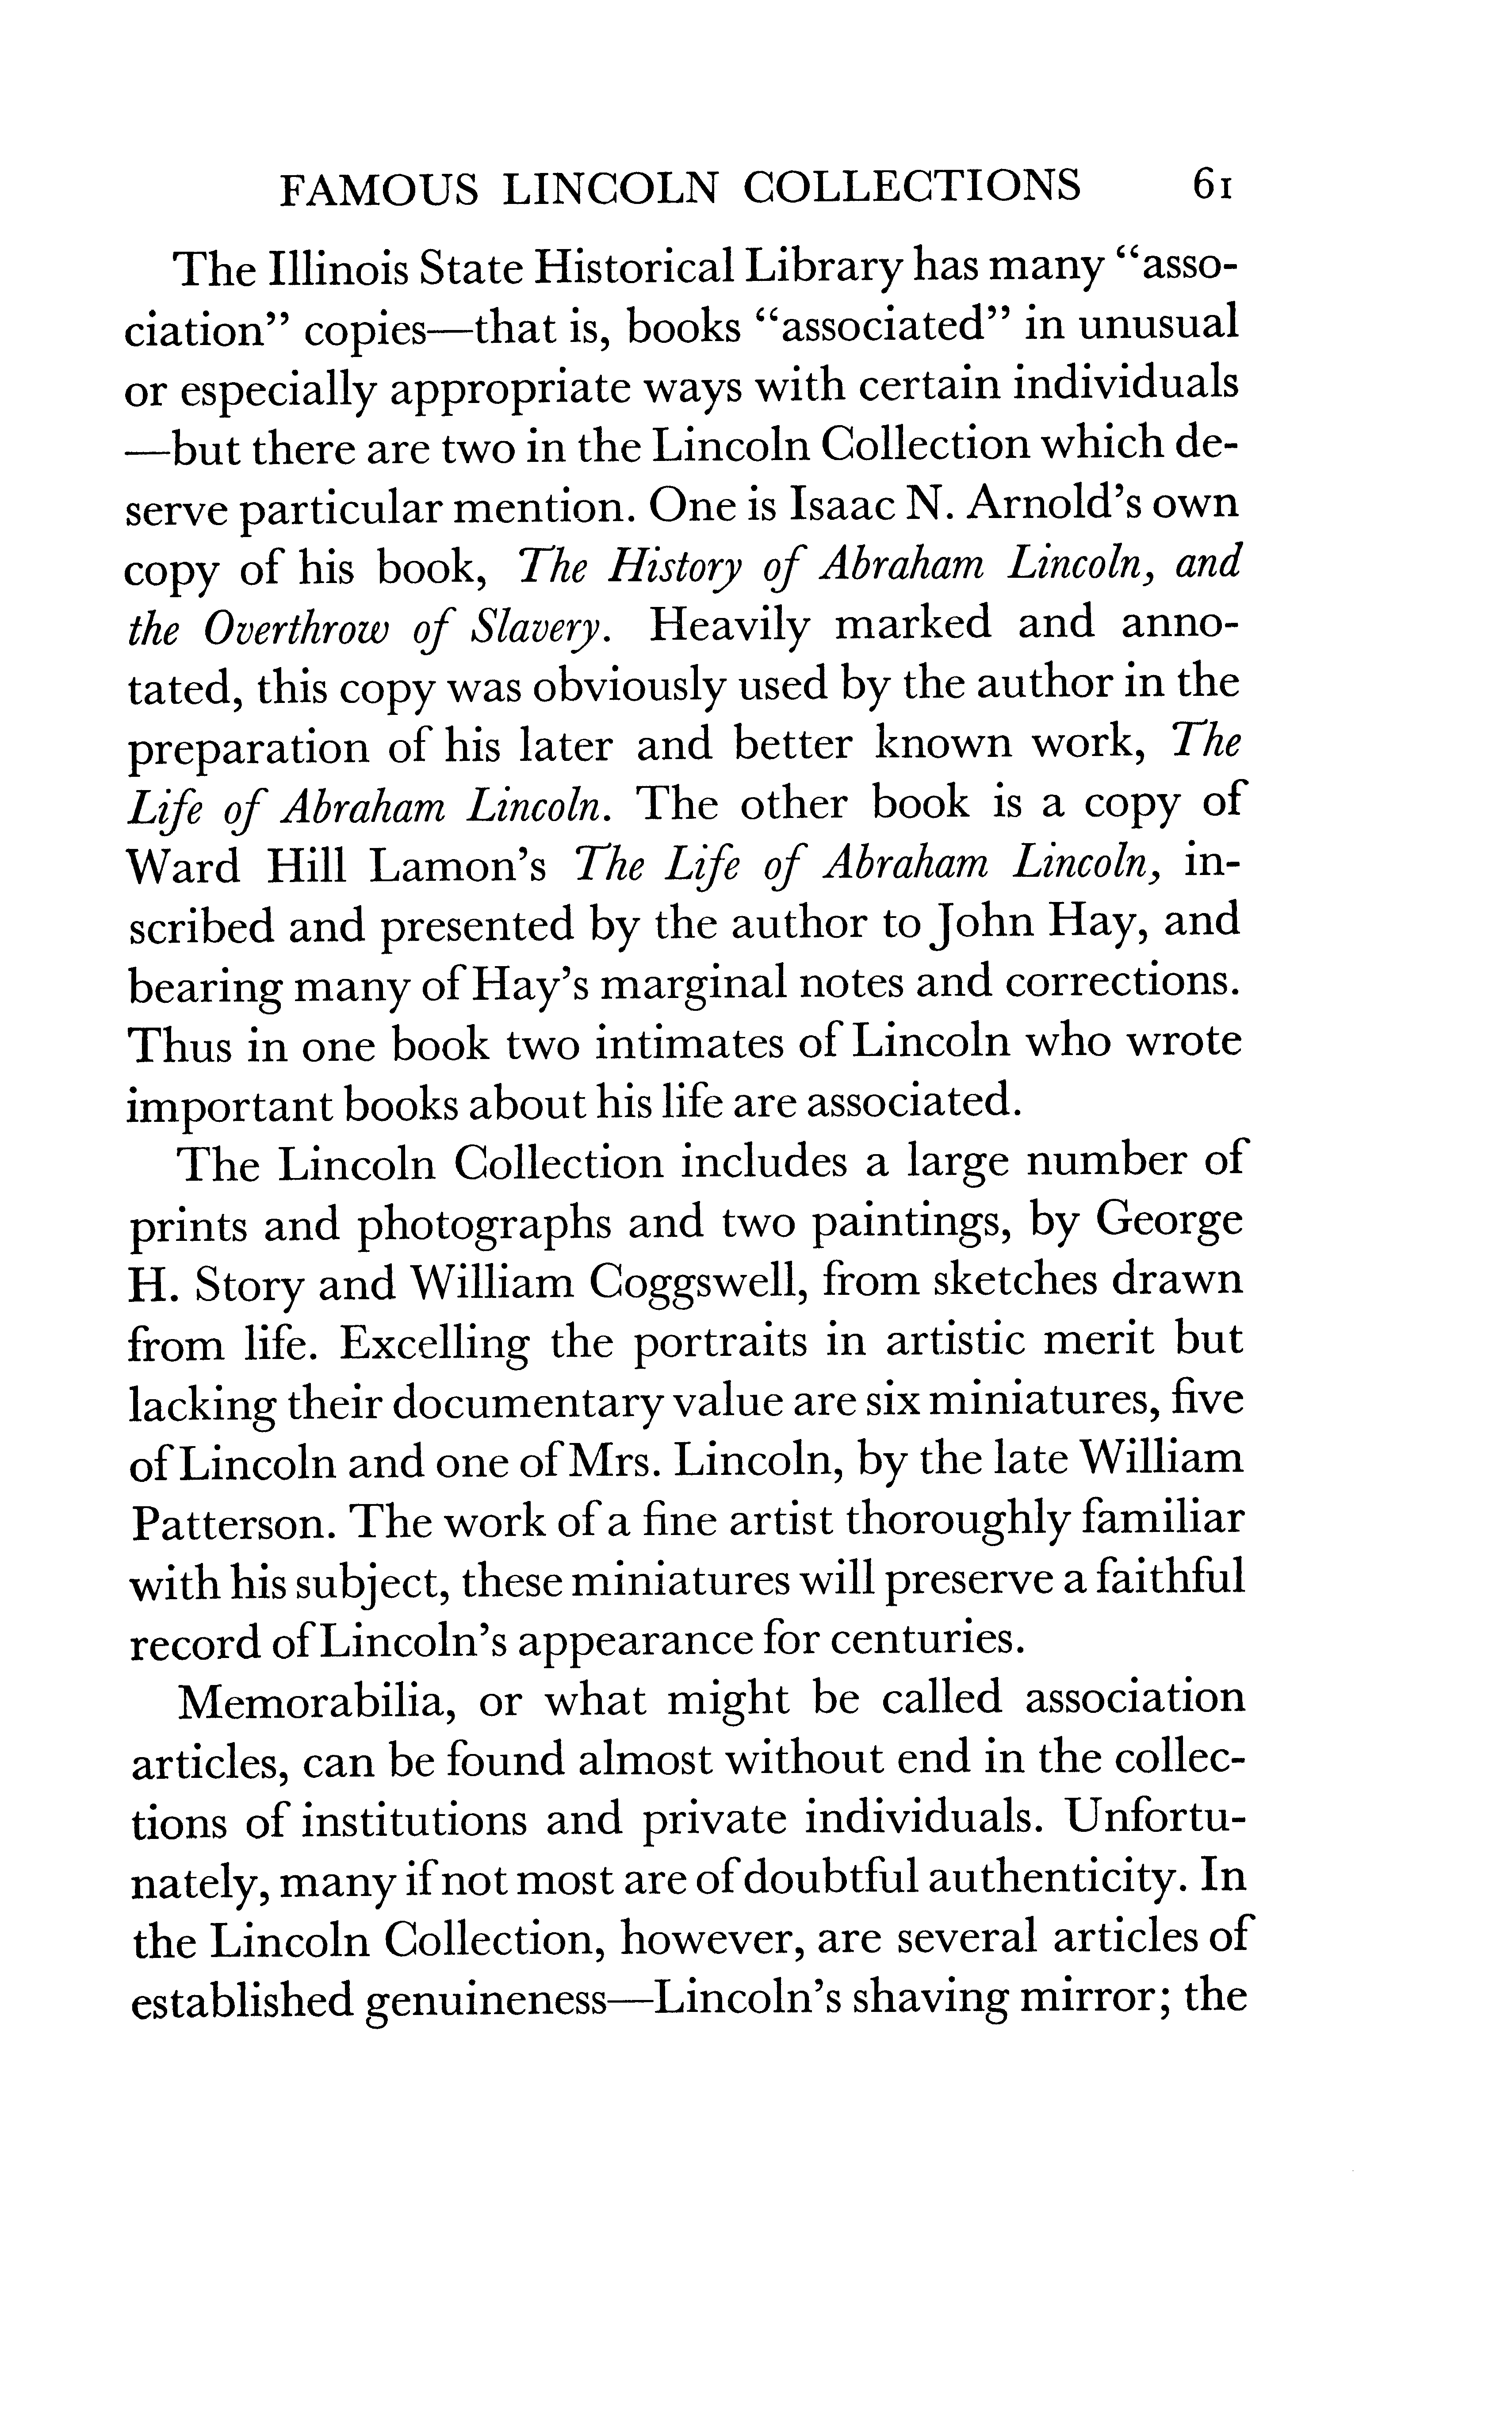 FAMOUS LINCOLN COLLECTIONS 61
The Illinois State Historical Library has many “asso-
ciation” copies—that is, books “associated” in unusual
or especially appropriate ways with certain individuals
—but there are two in the Lincoln Collection which de-
serve particular mention. One is Isaac N. Arnold’s own
copy of his book, The History of Abraham Lincoln, and
the Overthrow of Slavery. Heavily marked and anno-
tated, this copy was obviously used by the author in the
preparation of his later and better known work, The
Life of Abraham Lincoln. The other book is a copy of
Ward Hill Lamon’s The Life of Abraham Lincoln, in-
scribed and presented by the author to John Hay, and
bearing many of Hay’s marginal notes and corrections.
Thus in one book two intimates of Lincoln who wrote
important books about his life are associated.
The Lincoln Collection includes a large number of
prints and photographs and two paintings, by George
H. Story and William Coggswell, from sketches drawn
from life. Excelling the portraits in artistic merit but
lacking their documentary value are six miniatures, five
of Lincoln and one of Mrs. Lincoln, by the late William
Patterson. The work of a fine artist thoroughly familiar
with his subject, these miniatures will preserve a faithful
record of Lincoln’s appearance for centuries.
Memorabilia, or what might be called association
articles, can be found almost without end in the collec-
tions of institutions and private individuals. Unfortu-
nately, many if not most are of doubtful authenticity. In
the Lincoln Collection, however, are several articles of
established genuineness—Lincoln’s shaving mirror; the